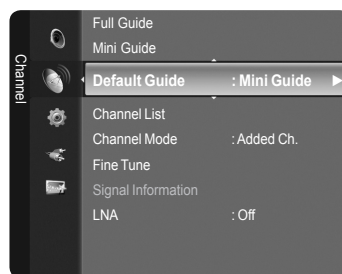 Channel
Full Guide
Mini Guide
Default Guide : Mini Guide ►
Channel List
Channel Mode : Added Ch.
Fine Tune
Signal Information
LNA : Off